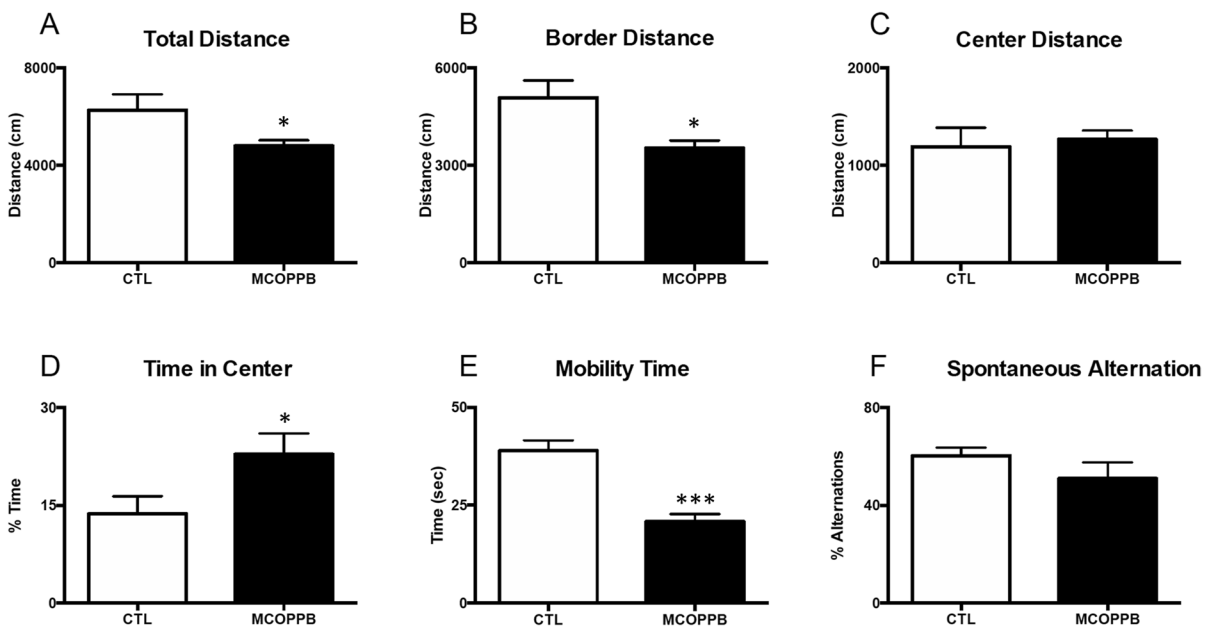 A
Total Distance
8000
4000
0
Distance (cm)
*
CTL
MCOPPB
B
Border Distance
6000
3000
0
Distance (cm)
*
CTL
MCOPPB
C
Center Distance
2000
1000
0
Distance (cm)
CTL
MCOPPB
D
Time in Center
30
15
0
% Time
*
CTL
MCOPPB
E
Mobility Time
50
25
0
Time (sec)
***
CTL
MCOPPB
F
Spontaneous Alternation
80
40
0
% Alternations
CTL
MCOPPB